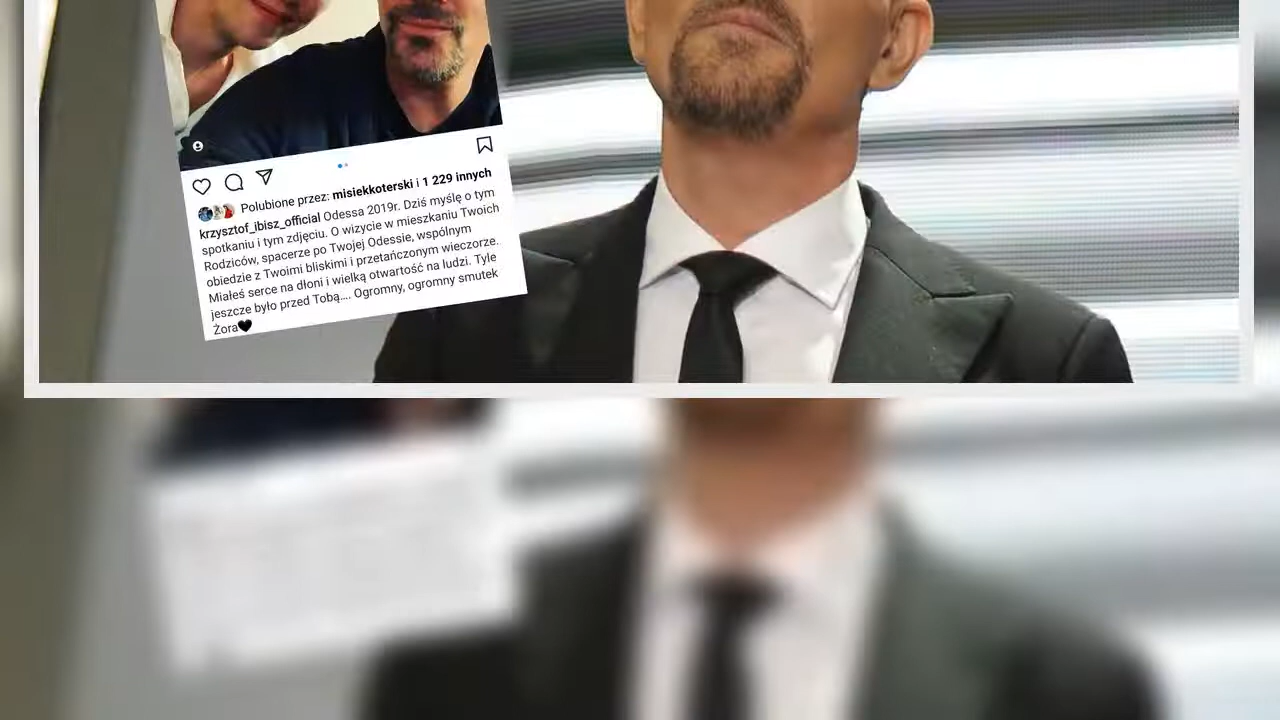 Polubione przez: misiekkoterski i 1 229 innych
krzysztof_ibisz_official Odessa 2019r. Dziś myślę o tym
spotkaniu i tym zdjęciu. O wizycie w mieszkaniu Twoich
Rodziców, spacerze po Twojej Odessie, wspólnym
obiedzie z Twoimi bliskimi i przetańczonym wieczorze.
Miałeś serce na dłoni i wielką otwartość na ludzi. Tyle
jeszcze było przed Tobą.... Ogromny, ogromny smutek
Żora🖤